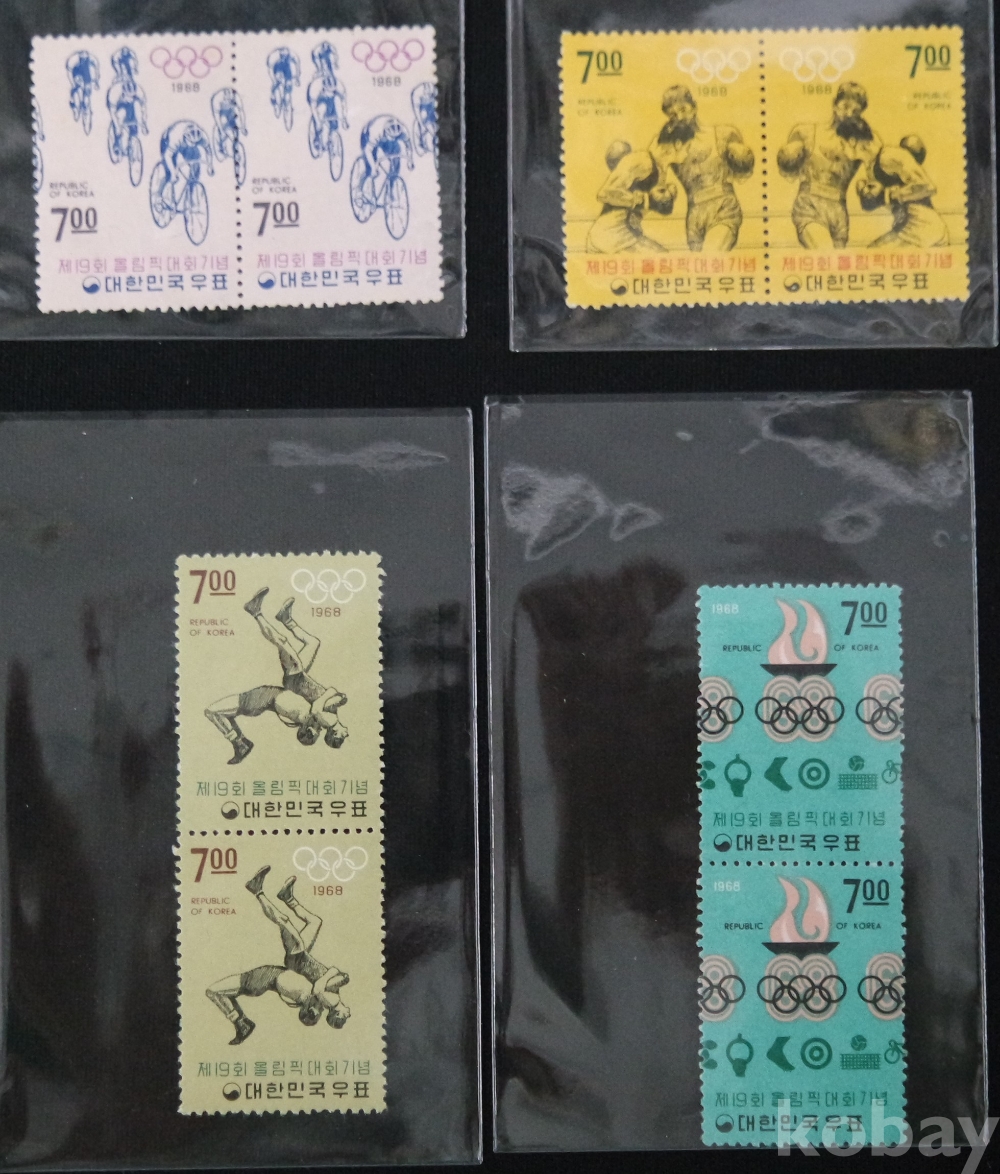 1968
REPUBLIC
OF KOREA
7.00
제19회 올림픽대회기념
대한민국우표
1968
REPUBLIC
OF KOREA
7.00
제19회 올림픽대회기념
대한민국우표
7.00
1968
REPUBLIC
OF KOREA
제19회 올림픽대회기념
대한민국우표
7.00
1968
REPUBLIC
OF KOREA
제19회 올림픽대회기념
대한민국우표
7.00
1968
REPUBLIC
OF KOREA
제19회 올림픽대회기념
대한민국우표
7.00
1968
REPUBLIC
OF KOREA
제19회 올림픽대회기념
대한민국우표
1968 7.00
REPUBLIC OF KOREA
제19회 올림픽대회기념
대한민국우표
1968 7.00
REPUBLIC OF KOREA
제19회 올림픽대회기념
대한민국우표
kobay